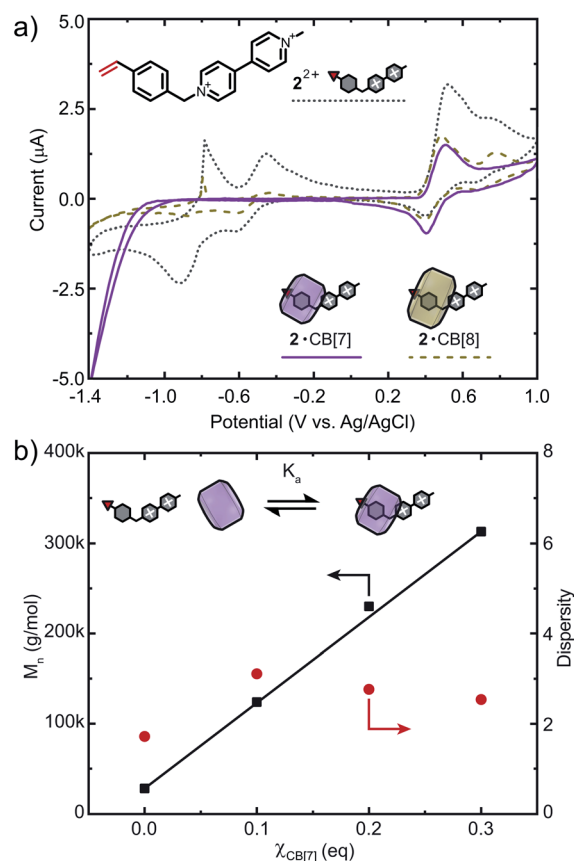 a)
5.0
2.5
0.0
-2.5
-5.0
Current (μA)
N⁺
N⁺
2²⁺
2•CB[7]
2•CB[8]
-1.4
-1.0
-0.6
-0.2
0.2
0.6
1.0
Potential (V vs. Ag/AgCl)
b)
400k
300k
200k
100k
0
Mₙ (g/mol)
Kₐ
8
6
4
2
0
Dispersity
0.0
0.1
0.2
0.3
χCB[7] (eq)